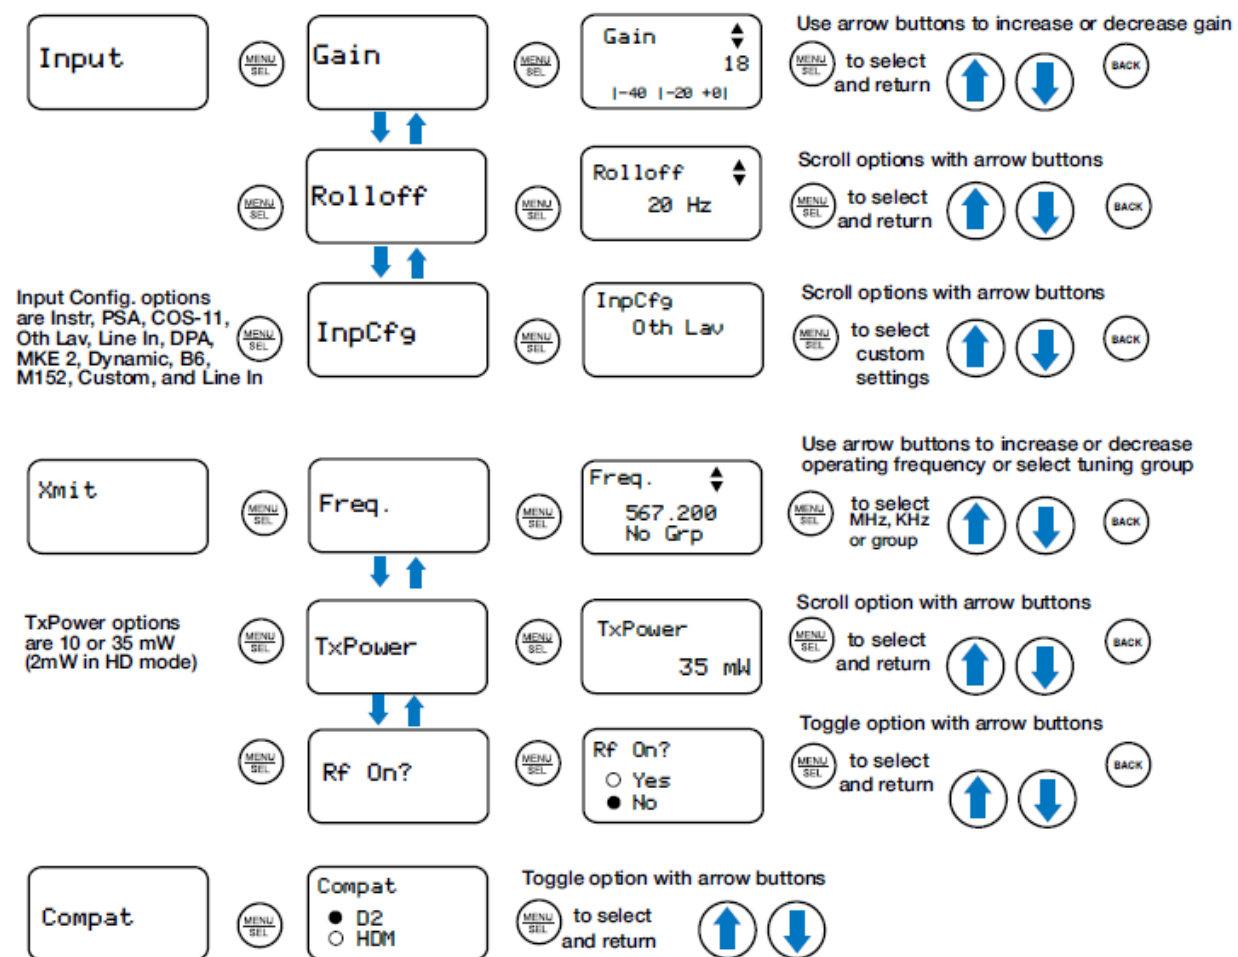 Input
MENU
SEL
Gain
MENU
SEL
Gain
18
|-40 |-20 +0|
Use arrow buttons to increase or decrease gain
MENU
SEL
to select
and return
BACK
MENU
SEL
Rolloff
MENU
SEL
Rolloff
20 Hz
Scroll options with arrow buttons
MENU
SEL
to select
and return
BACK
Input Config. options
are Instr, PSA, COS-11,
Oth Lav, Line In, DPA,
MKE 2, Dynamic, B6,
M152, Custom, and Line In
MENU
SEL
InpCfg
MENU
SEL
InpCfg
Oth Lav
Scroll options with arrow buttons
MENU
SEL
to select
custom
settings
BACK
Xmit
MENU
SEL
Freq.
MENU
SEL
Freq.
567.200
No Grp
Use arrow buttons to increase or decrease
operating frequency or select tuning group
MENU
SEL
to select
MHz, KHz
or group
BACK
TxPower options
are 10 or 35 mW
(2mW in HD mode)
MENU
SEL
TxPower
MENU
SEL
TxPower
35 mW
Scroll option with arrow buttons
MENU
SEL
to select
and return
BACK
MENU
SEL
Rf On?
MENU
SEL
Rf On?
Yes
No
Toggle option with arrow buttons
MENU
SEL
to select
and return
BACK
Compat
MENU
SEL
Compat
D2
HDM
Toggle option with arrow buttons
MENU
SEL
to select
and return